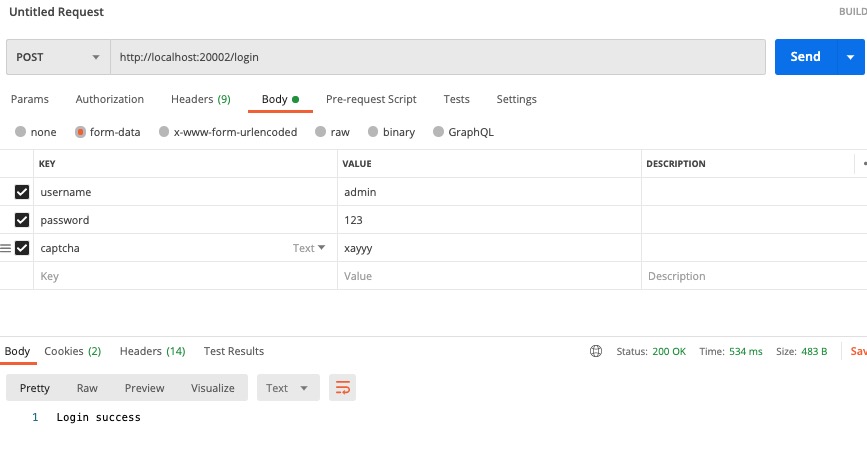 Untitled Request BUILD
POST http://localhost:20002/login Send
Params Authorization Headers (9) Body Pre-request Script Tests Settings
none form-data x-www-form-urlencoded raw binary GraphQL
KEY VALUE DESCRIPTION
username admin
password 123
captcha Text xayyy
Key Value Description
Body Cookies (2) Headers (14) Test Results Status: 200 OK Time: 534 ms Size: 483 B Sav
Pretty Raw Preview Visualize Text
1 Login success